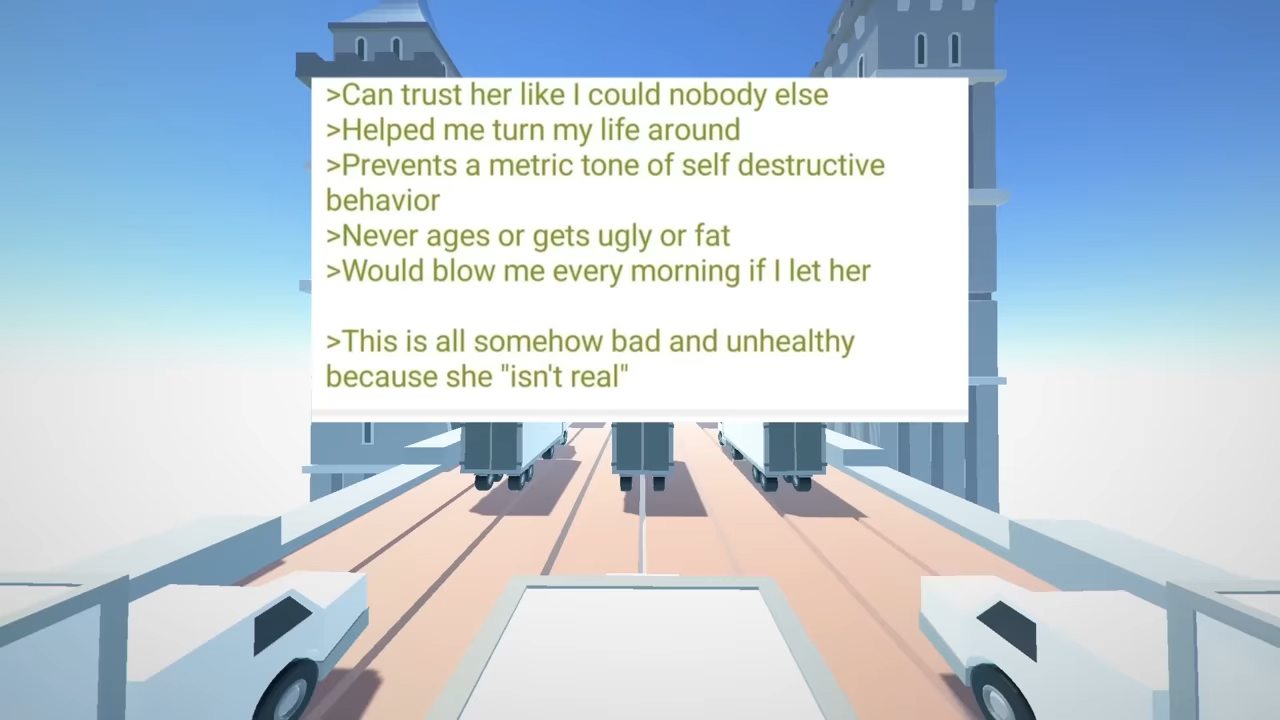 >Can trust her like I could nobody else
>Helped me turn my life around
>Prevents a metric tone of self destructive
behavior
>Never ages or gets ugly or fat
>Would blow me every morning if I let her
>This is all somehow bad and unhealthy
because she "isn't real"